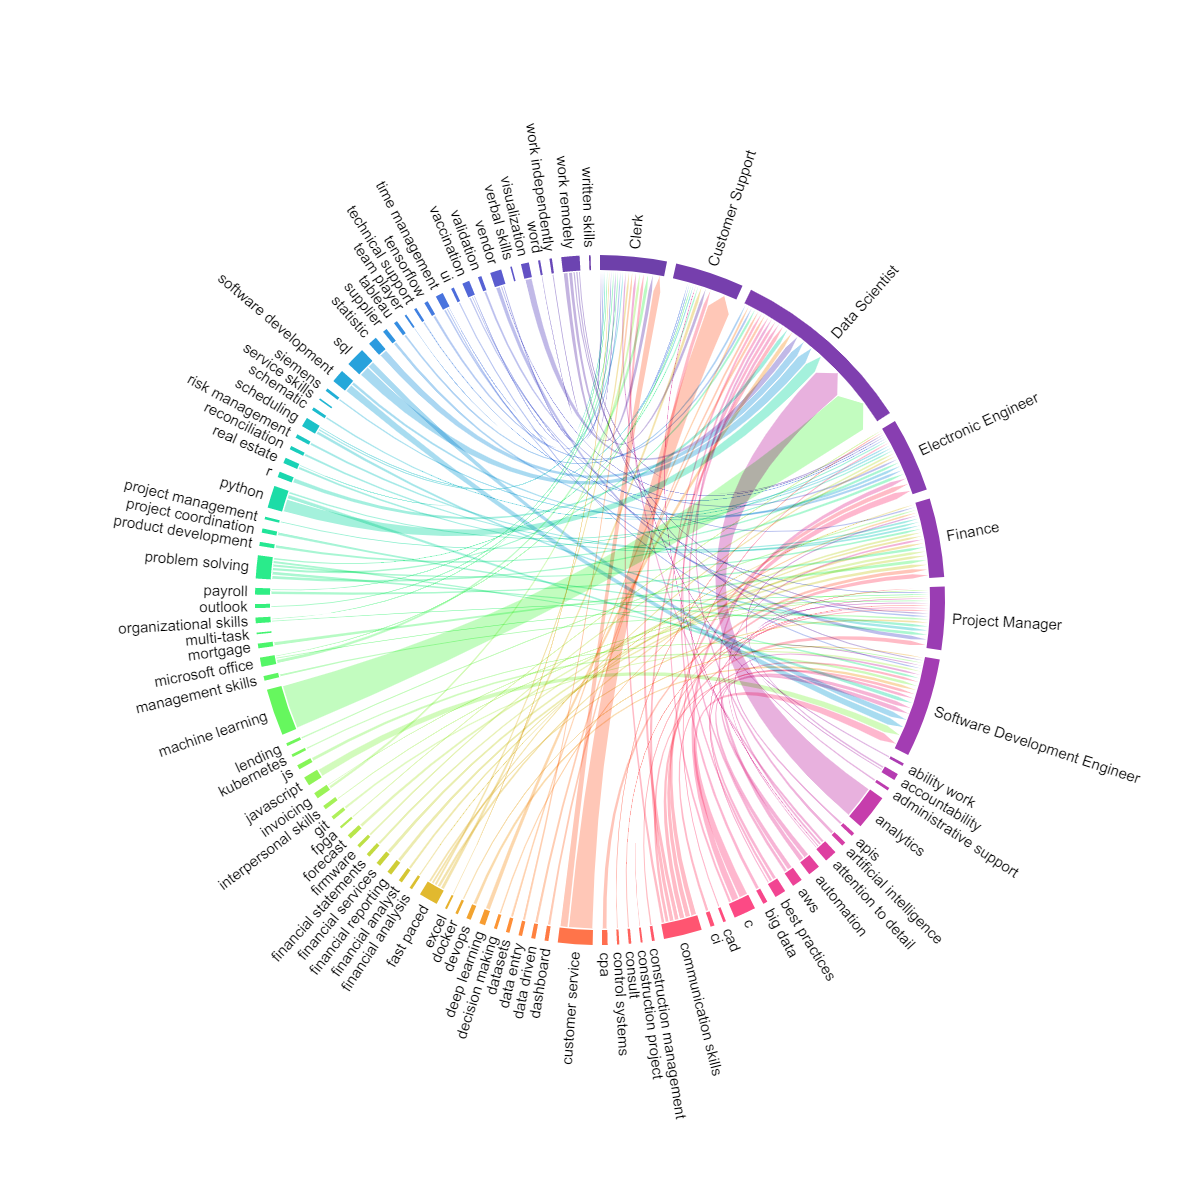 Clerk
Customer Support
Data Scientist
Electronic Engineer
Finance
Project Manager
Software Development Engineer
ability work
accountability
administrative support
analytics
apis
artificial intelligence
attention to detail
automation
aws
best practices
big data
c
cad
ci
communication skills
construction management
construction project
consult
control systems
cpa
customer service
dashboard
data driven
data entry
datasets
decision making
deep learning
devops
docker
excel
fast paced
financial analysis
financial analyst
financial reporting
financial services
financial statements
firmware
forecast
fpga
git
interpersonal skills
invoicing
javascript
js
kubernetes
lending
machine learning
management skills
microsoft office
mortgage
multi-task
organizational skills
outlook
payroll
problem solving
product development
project coordination
project management
python
r
real estate
reconciliation
risk management
scheduling
schematic
service skills
siemens
software development
sql
statistic
supplier
tableau
team player
technical support
tensorflow
time management
ui
vaccination
validation
vendor
verbal skills
visualization
word
work independently
work remotely
written skills